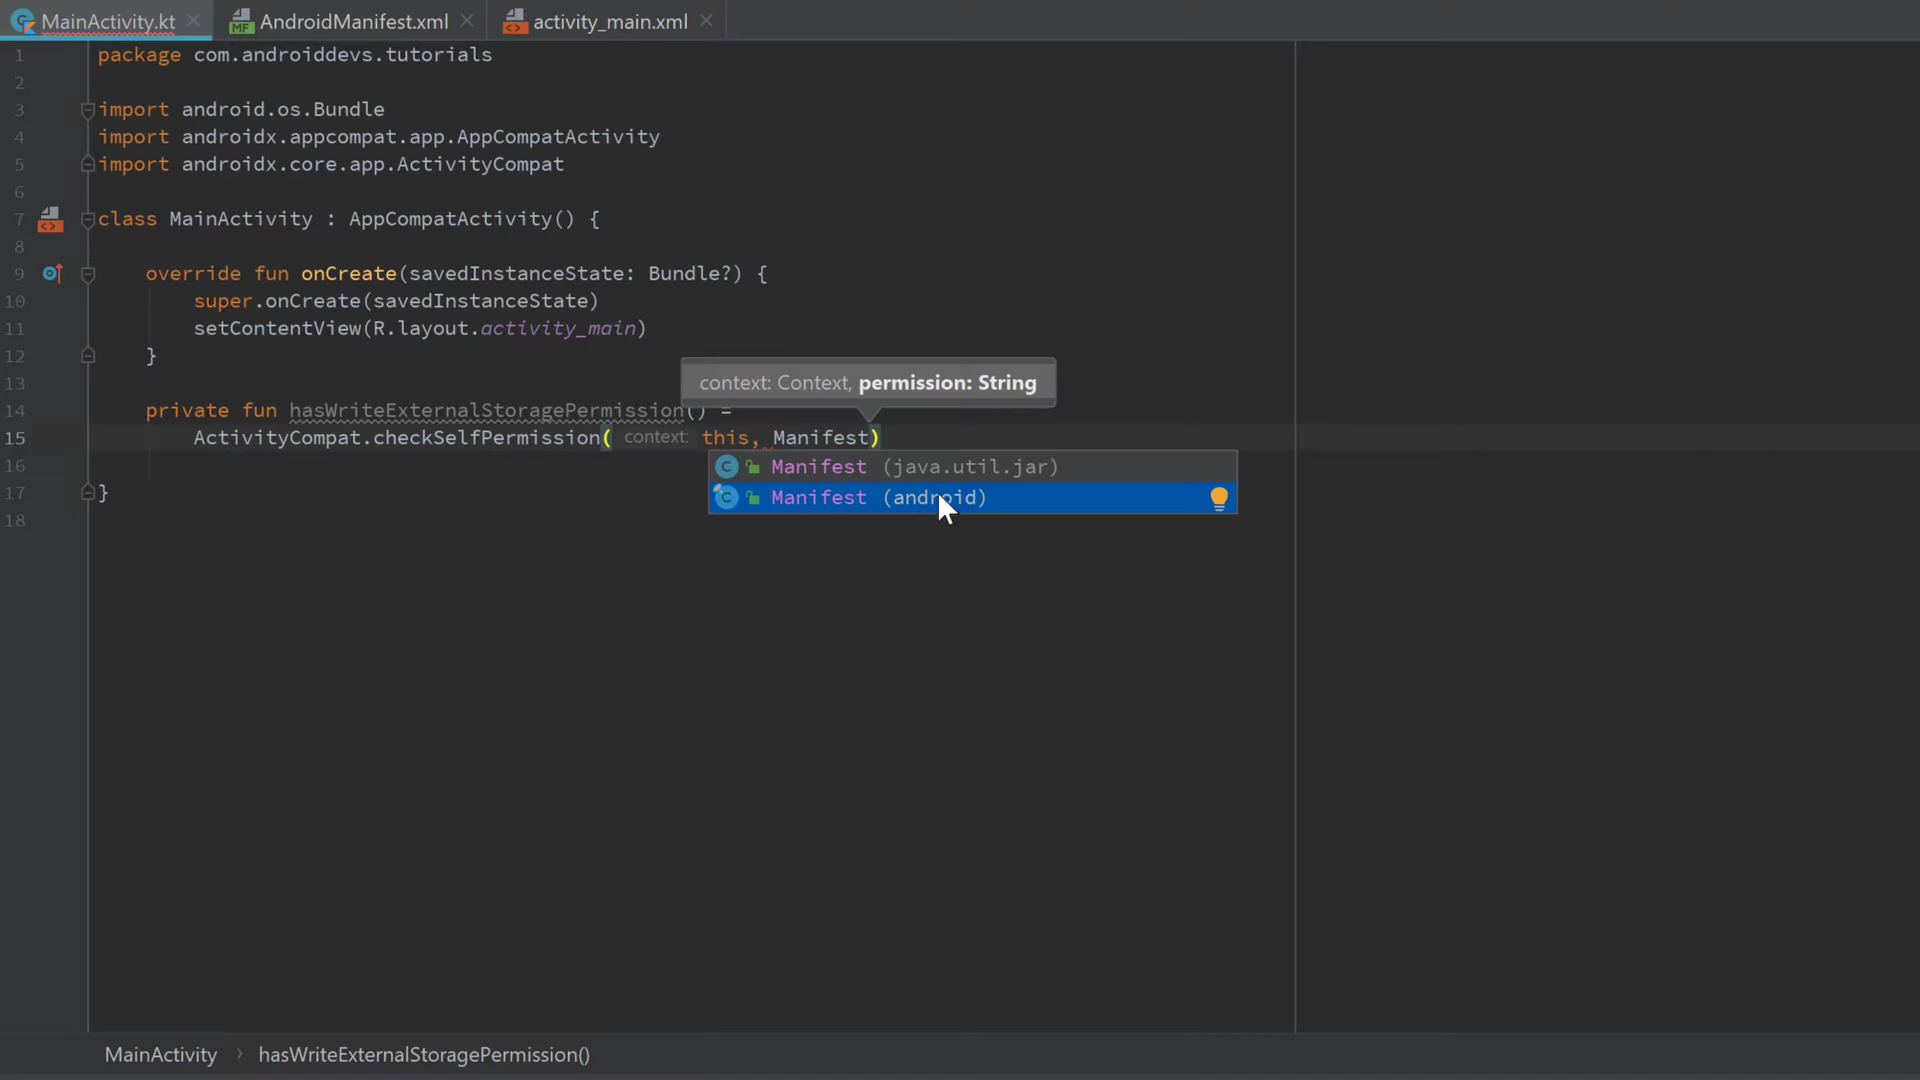 MainActivity.kt AndroidManifest.xml activity_main.xml
1 package com.androiddevs.tutorials
2
3 import android.os.Bundle
4 import androidx.appcompat.app.AppCompatActivity
5 import androidx.core.app.ActivityCompat
6
7 class MainActivity : AppCompatActivity() {
8
9 override fun onCreate(savedInstanceState: Bundle?) {
10 super.onCreate(savedInstanceState)
11 setContentView(R.layout.activity_main)
12 }
context: Context, permission: String
13
14 private fun hasWriteExternalStoragePermission() =
15 ActivityCompat.checkSelfPermission( context: this, Manifest)
16 Manifest (java.util.jar)
17 } Manifest (android)
18
MainActivity › hasWriteExternalStoragePermission()